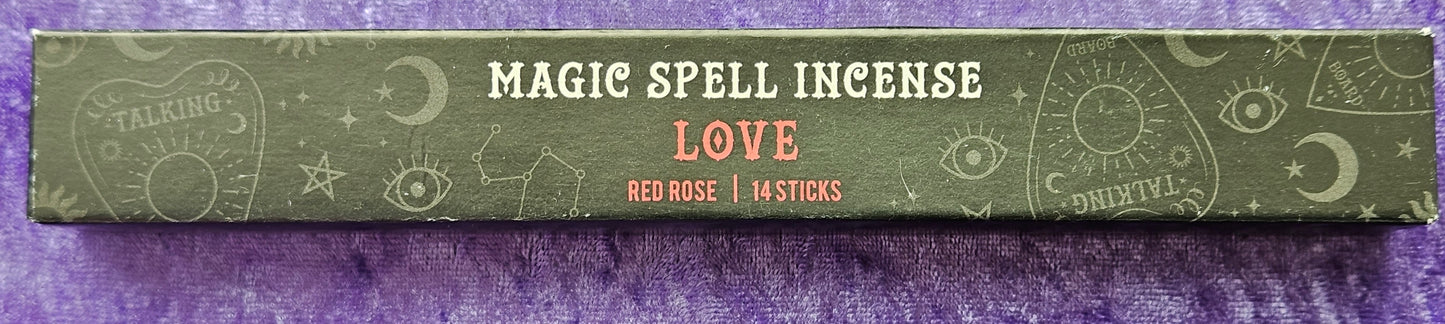 TALKING
MAGIC SPELL INCENSE
LOVE
RED ROSE | 14 STICKS
BOARD
TALKING
BOARD